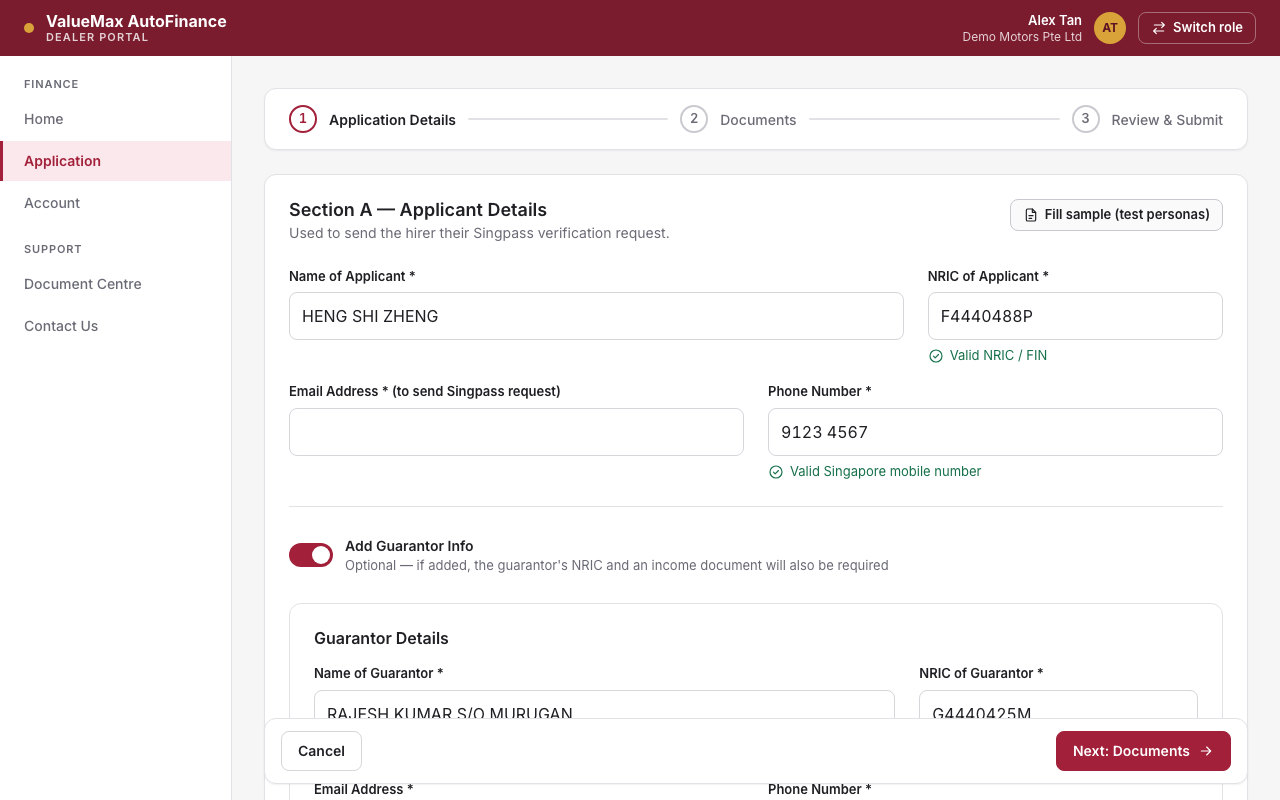 ValueMax AutoFinance
DEALER PORTAL
Alex Tan
Demo Motors Pte Ltd
AT
Switch role
FINANCE
Home
Application
Account
SUPPORT
Document Centre
Contact Us
1 Application Details
2 Documents
3 Review & Submit
Section A — Applicant Details
Used to send the hirer their Singpass verification request.
Fill sample (test personas)
Name of Applicant *
HENG SHI ZHENG
NRIC of Applicant *
F4440488P
Valid NRIC / FIN
Email Address * (to send Singpass request)
Phone Number *
9123 4567
Valid Singapore mobile number
Add Guarantor Info
Optional — if added, the guarantor's NRIC and an income document will also be required
Guarantor Details
Name of Guarantor *
RAJESH KUMAR S/O MURUGAN
NRIC of Guarantor *
G4440425M
Cancel
Next: Documents
Email Address *
Phone Number *